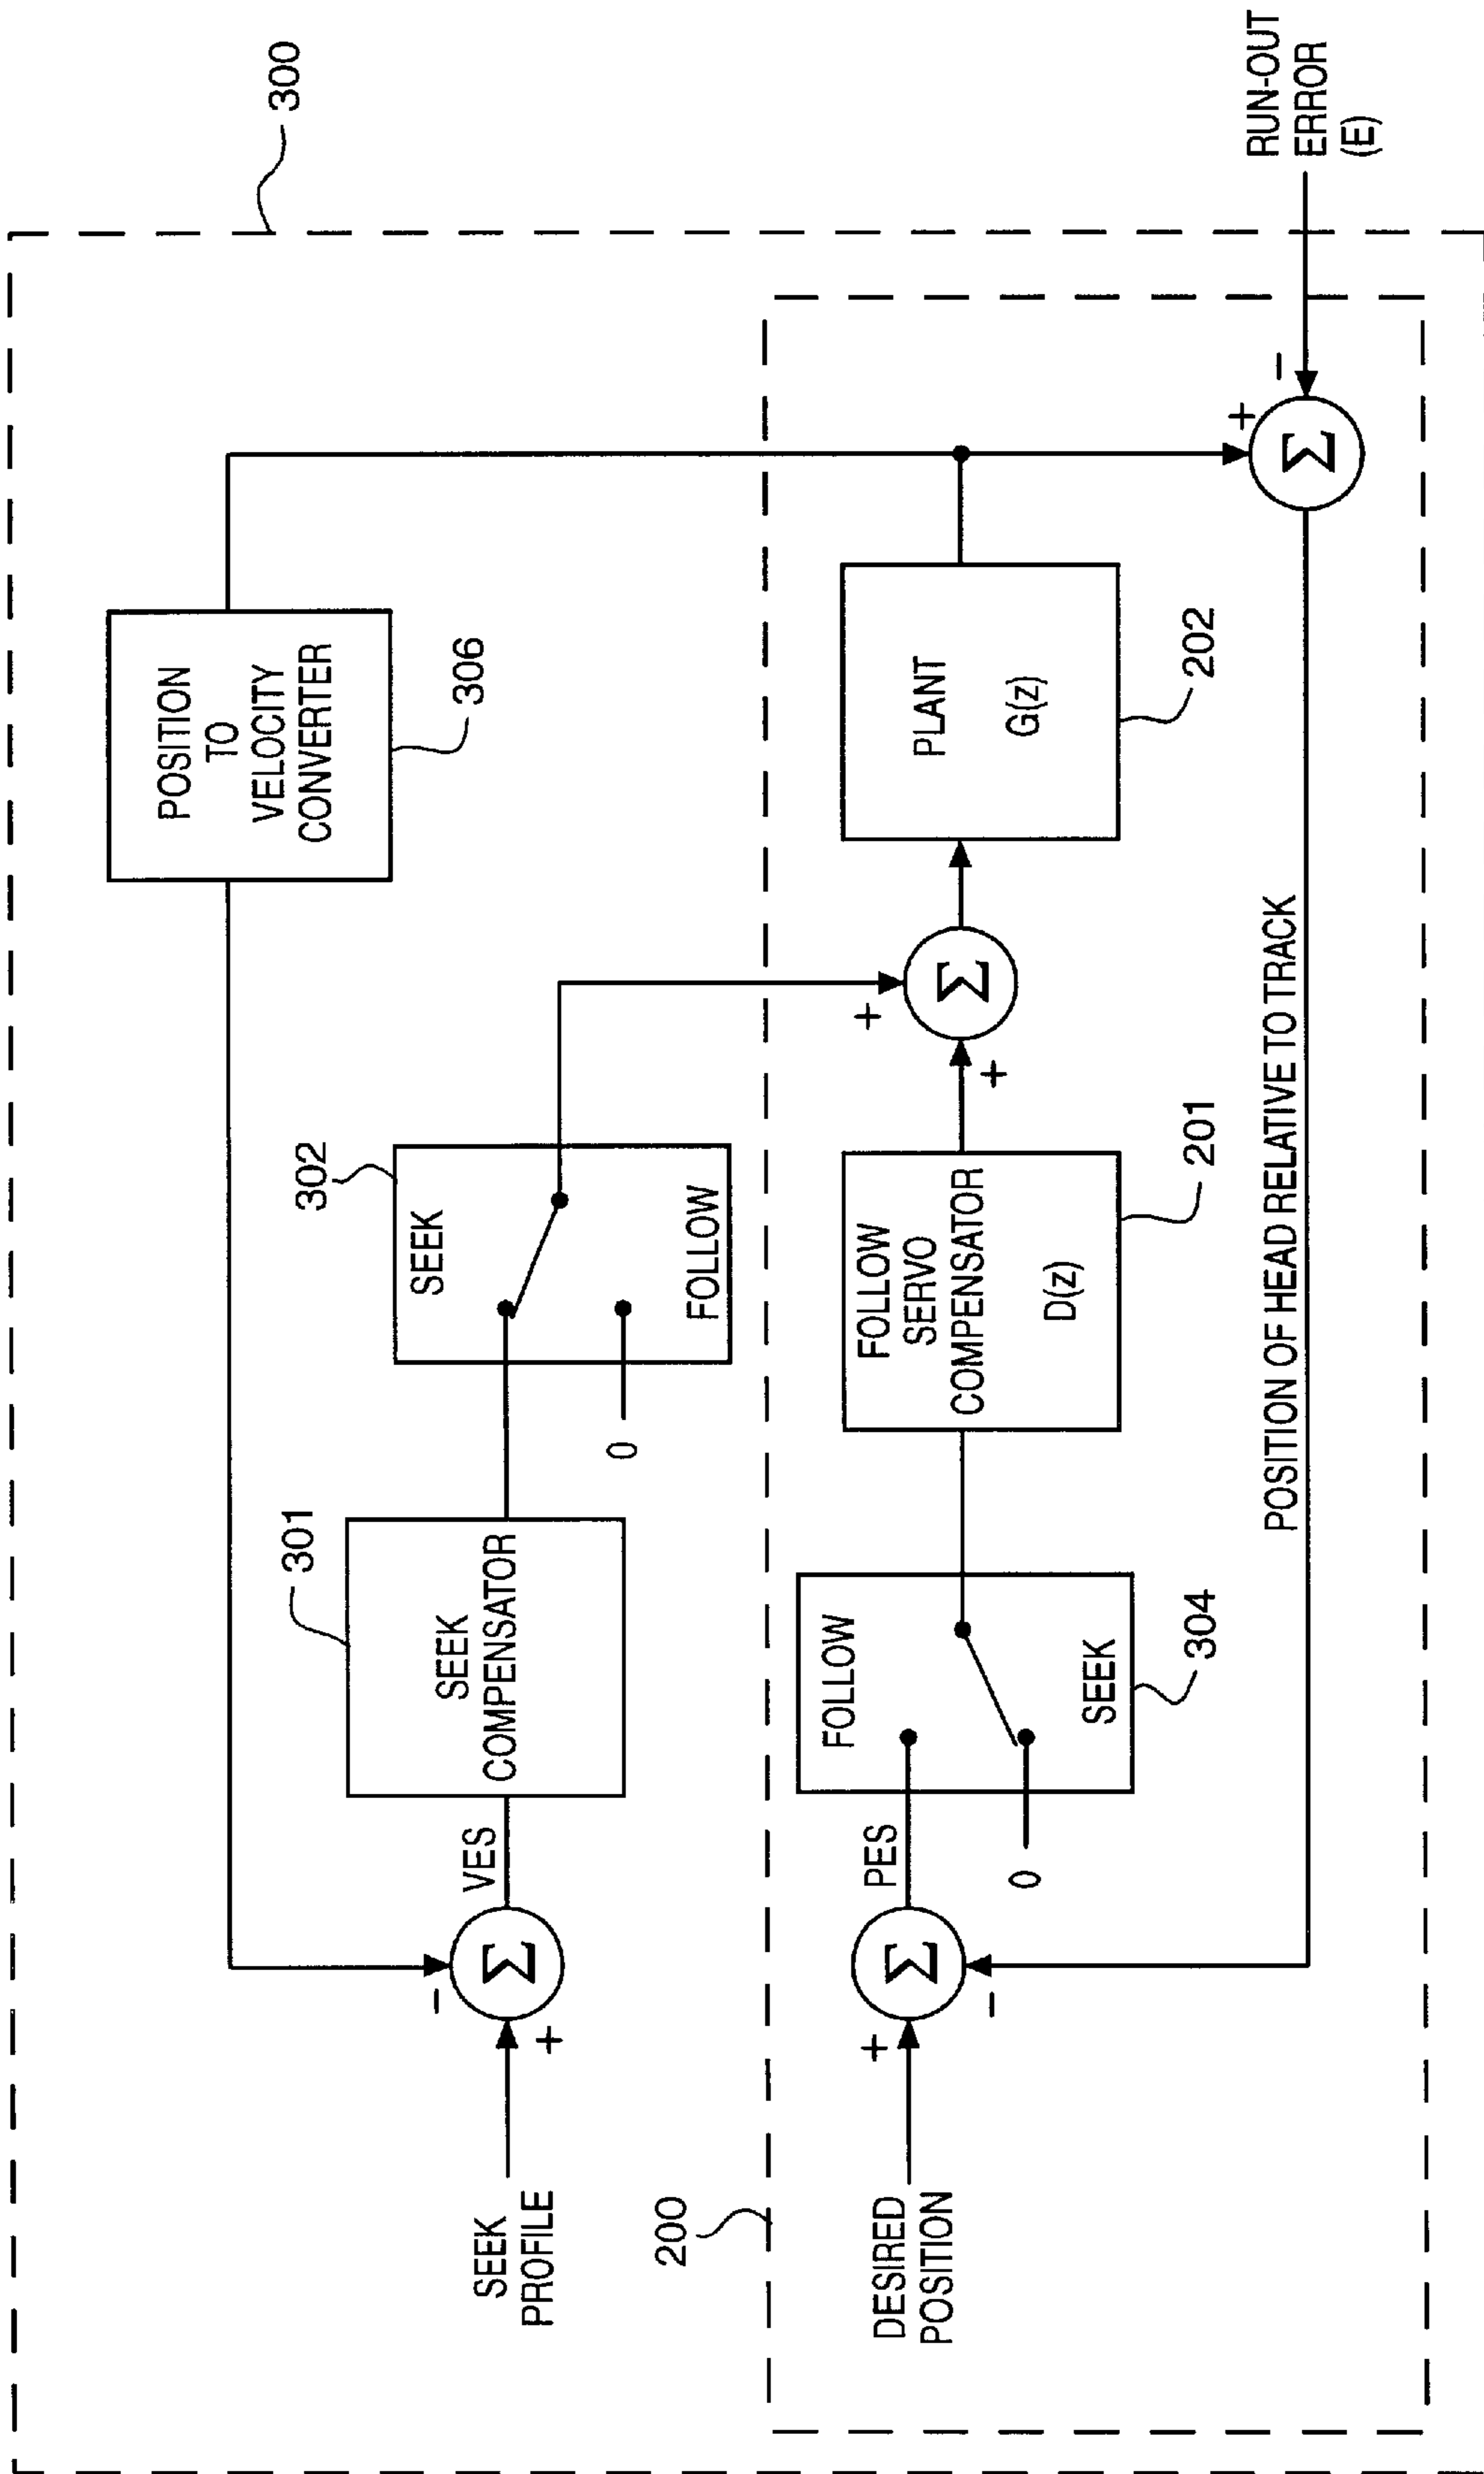 300
POSITION
TO
VELOCITY
CONVERTER
306
302
SEEK
FOLLOW
0
301
SEEK
COMPENSATOR
VES
Σ
−
+
SEEK
PROFILE
200
DESIRED
POSITION
+
−
Σ
PES
FOLLOW
SEEK
0
304
FOLLOW
SERVO
COMPENSATOR
D(z)
201
+
+
Σ
PLANT
G(z)
202
+
−
Σ
RUN-OUT
ERROR
(E)
POSITION OF HEAD RELATIVE TO TRACK